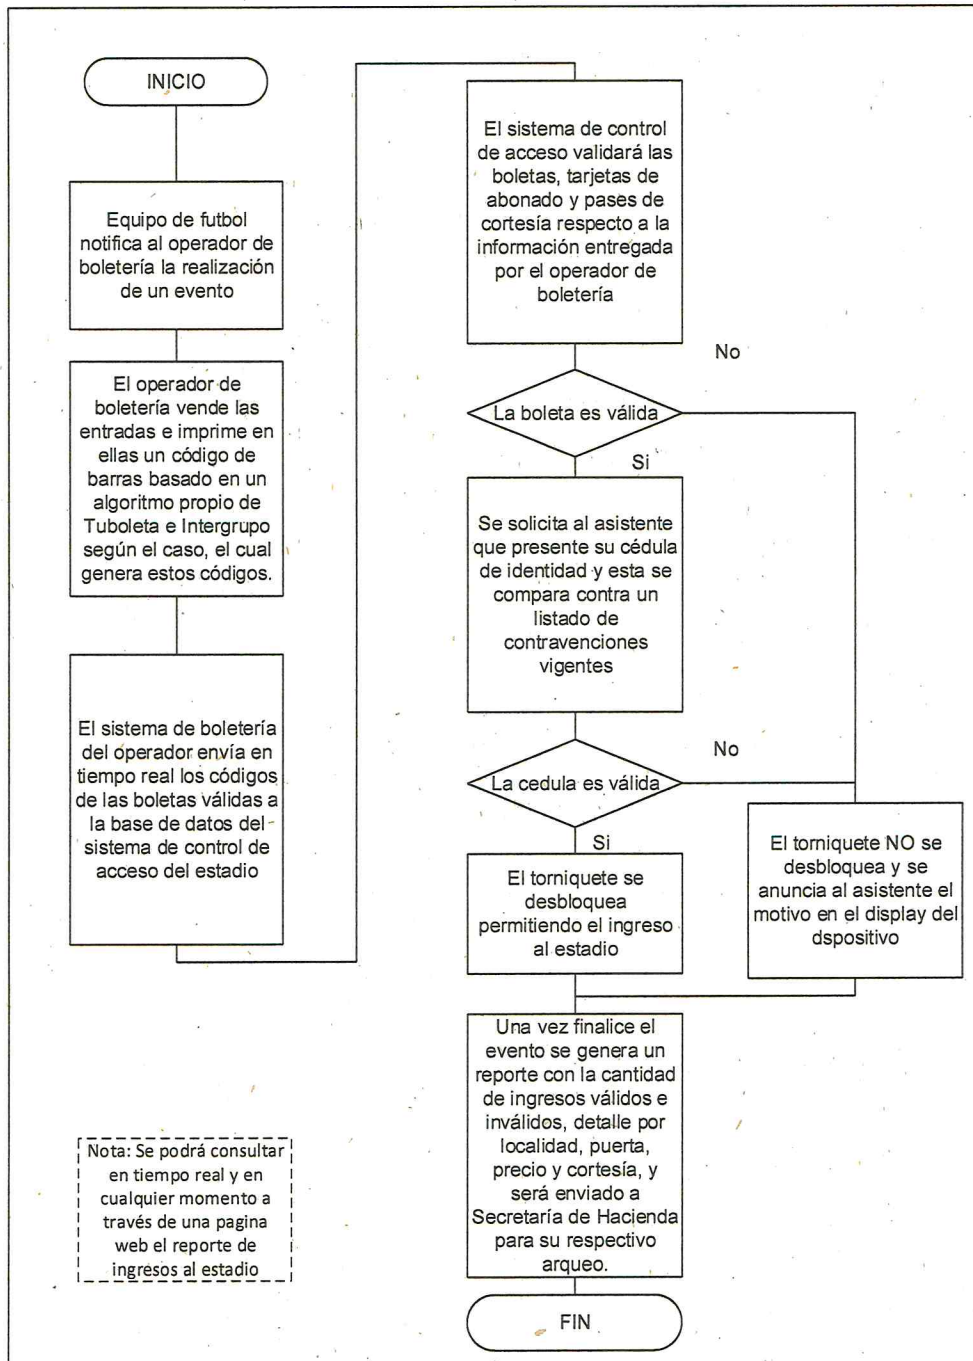 INICIO
Equipo de futbol
notifica al operador de
boletería la realización
de un evento
El operador de
boletería vende las
entradas e imprime en
ellas un código de
barras basado en un
algoritmo propio de
Tuboleta e Intergrupo
según el caso, el cual
genera estos códigos.
El sistema de boletería
del operador envía en
tiempo real los códigos
de las boletas válidas a
la base de datos del
sistema de control de
acceso del estadio
El sistema de control
de acceso validará las
boletas, tarjetas de
abonado y pases de
cortesía respecto a la
información entregada
por el operador de
boletería
No
La boleta es válida
Si
Se solicita al asistente
que presente su cédula
de identidad y esta se
compara contra un
listado de
contravenciones
vigentes
No
La cedula es válida
Si
El torniquete se
desbloquea
permitiendo el ingreso
al estadio
El torniquete NO se
desbloquea y se
anuncia al asistente el
motivo en el display del
dspositivo
Una vez finalice el
evento se genera un
reporte con la cantidad
de ingresos válidos e
inválidos, detalle por
localidad, puerta,
precio y cortesía, y
será enviado a
Secretaría de Hacienda
para su respectivo
arqueo.
Nota: Se podrá consultar
en tiempo real y en
cualquier momento a
través de una pagina
web el reporte de
ingresos al estadio
FIN